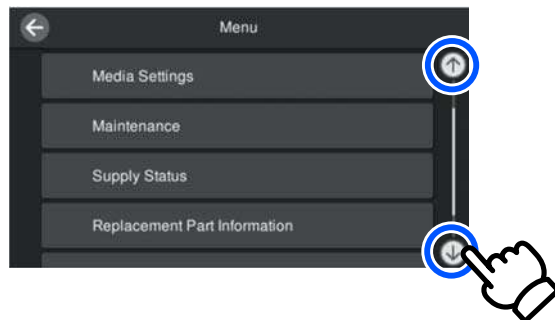 Menu
Media Settings
Maintenance
Supply Status
Replacement Part Information